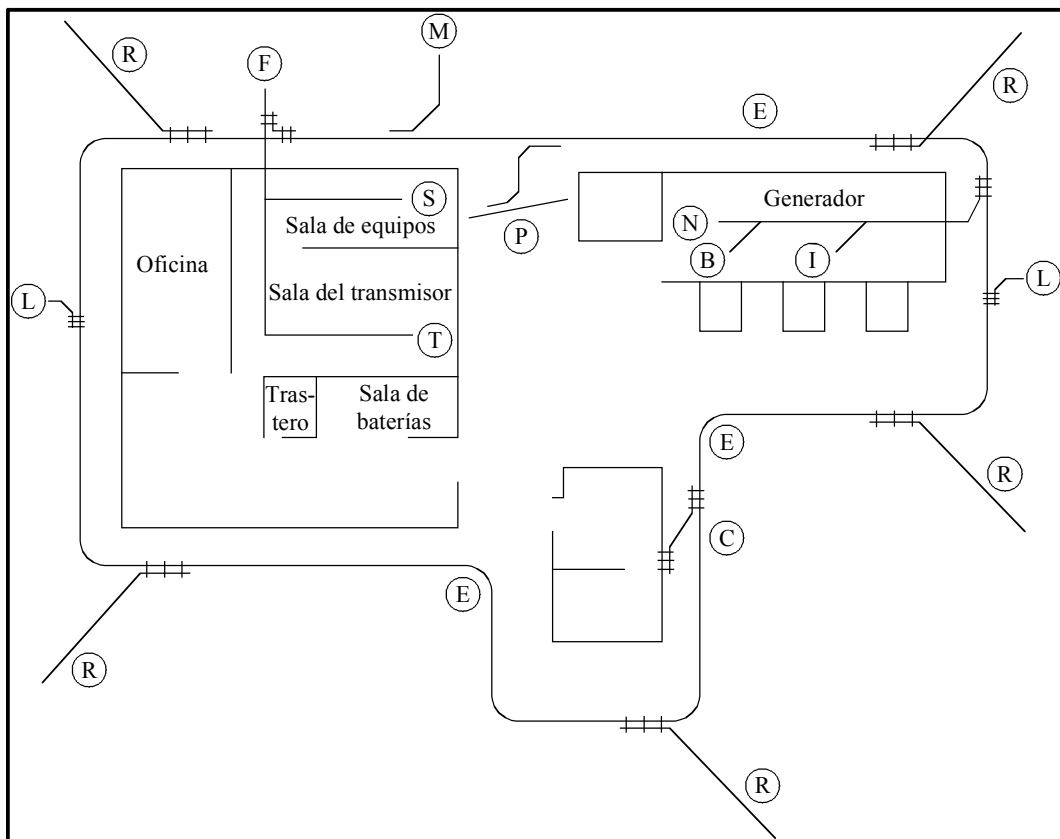 M
R
F
R
E
Generador
S
Sala de equipos
N
P
B
I
Oficina
L
L
Sala del transmisor
T
Tras-
tero
Sala de
baterías
E
R
C
E
R
R